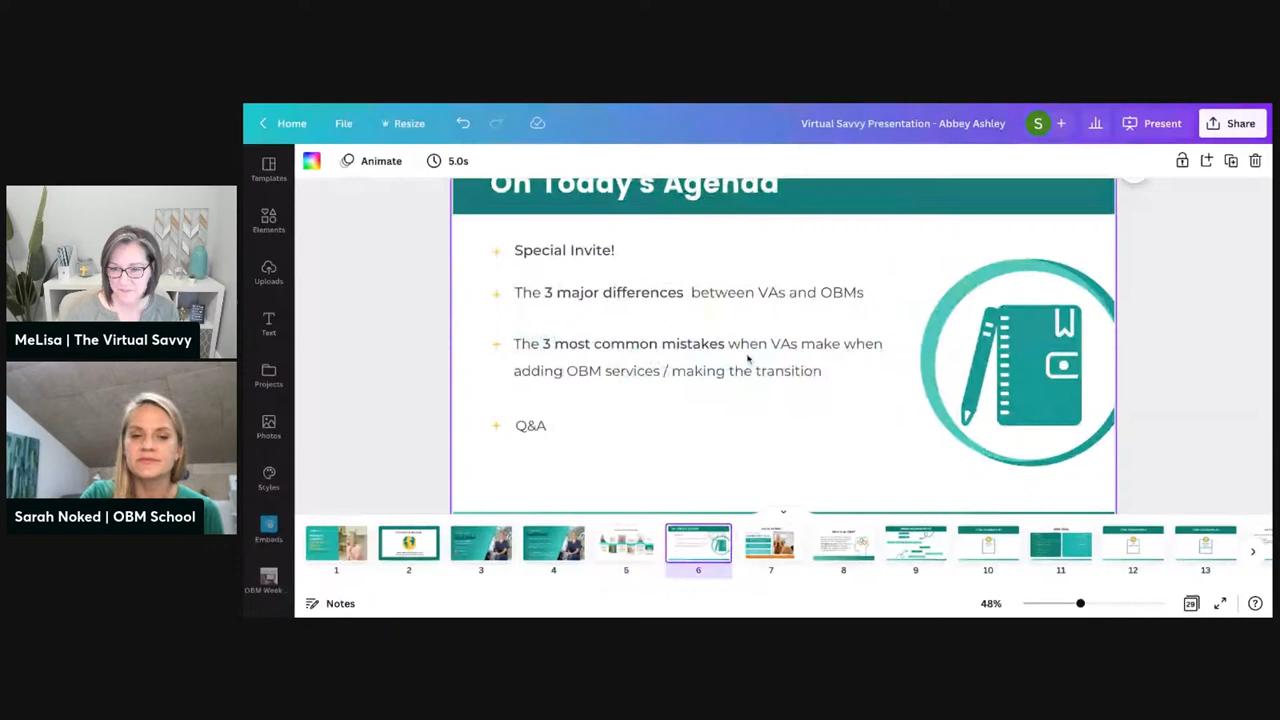 Home
File
Resize
Virtual Savvy Presentation - Abbey Ashley
S
+
Present
Share
Animate
5.0s
Templates
Elements
Uploads
Text
Projects
Photos
Styles
Embeds
OBM Week...
On Today's Agenda
Special Invite!
The 3 major differences between VAs and OBMs
The 3 most common mistakes when VAs make when
adding OBM services / making the transition
Q&A
MeLisa | The Virtual Savvy
Sarah Noked | OBM School
1
2
3
4
5
6
7
8
9
10
11
12
13
Notes
48%
29
?